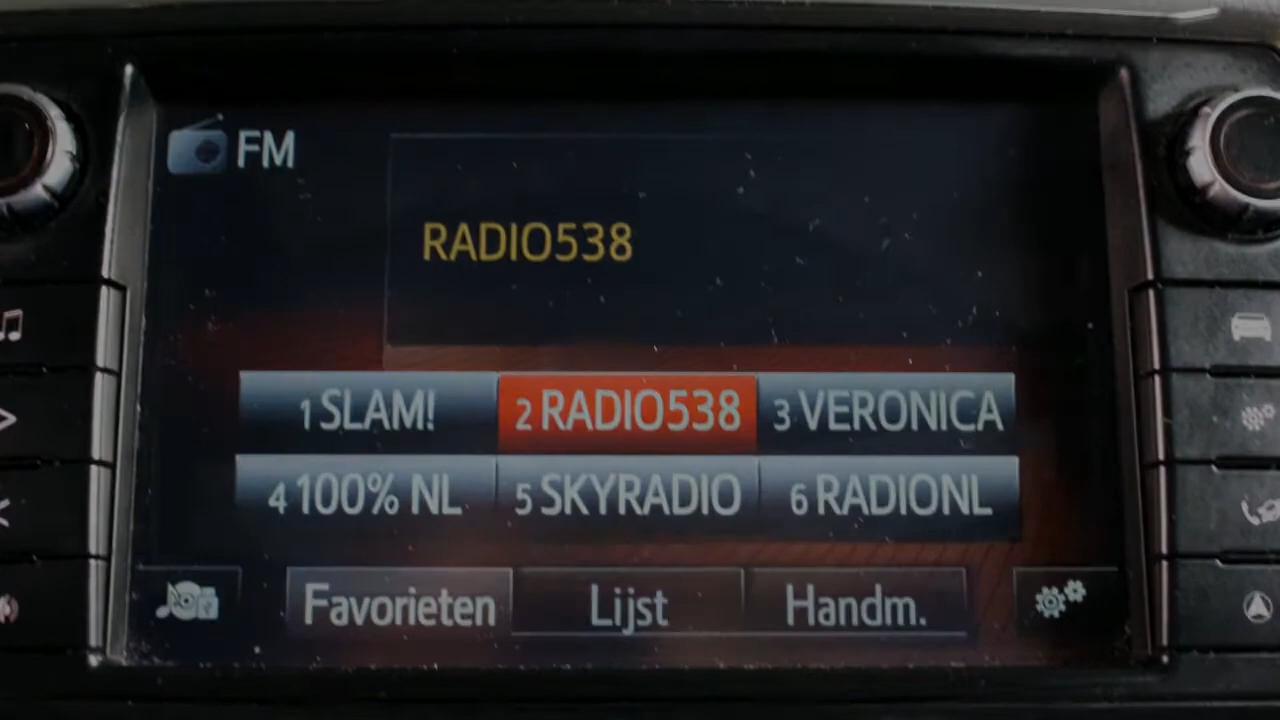 FM
RADIO538
1 SLAM! 2 RADIO538 3 VERONICA
4 100% NL 5 SKYRADIO 6 RADIONL
Favorieten Lijst Handm.